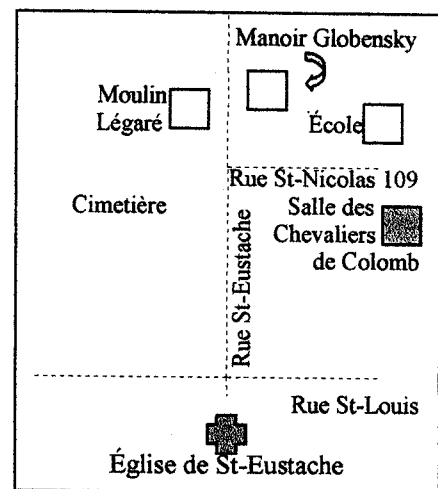 Manoir Globensky
Moulin
Légaré
École
Rue St-Nicolas 109
Cimetière
Salle des
Chevaliers
de Colomb
Rue St-Eustache
Rue St-Louis
Église de St-Eustache